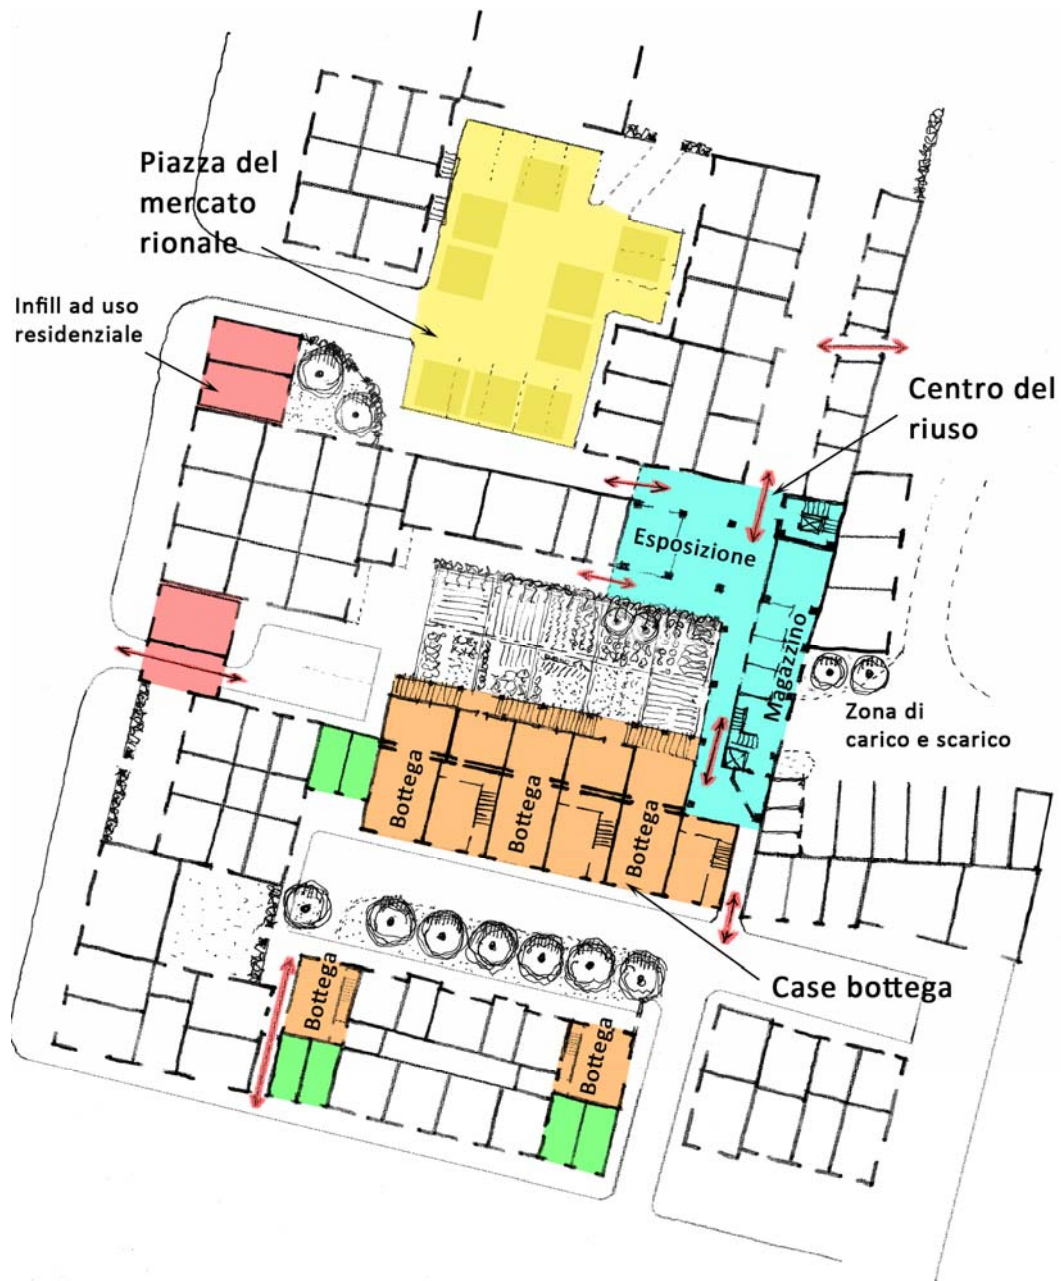 Piazza del
mercato
rionale
Infill ad uso
residenziale
Centro del
riuso
Esposizione
Magazzino
Zona di
carico e scarico
Bottega
Bottega
Bottega
Case bottega
Bottega
Bottega